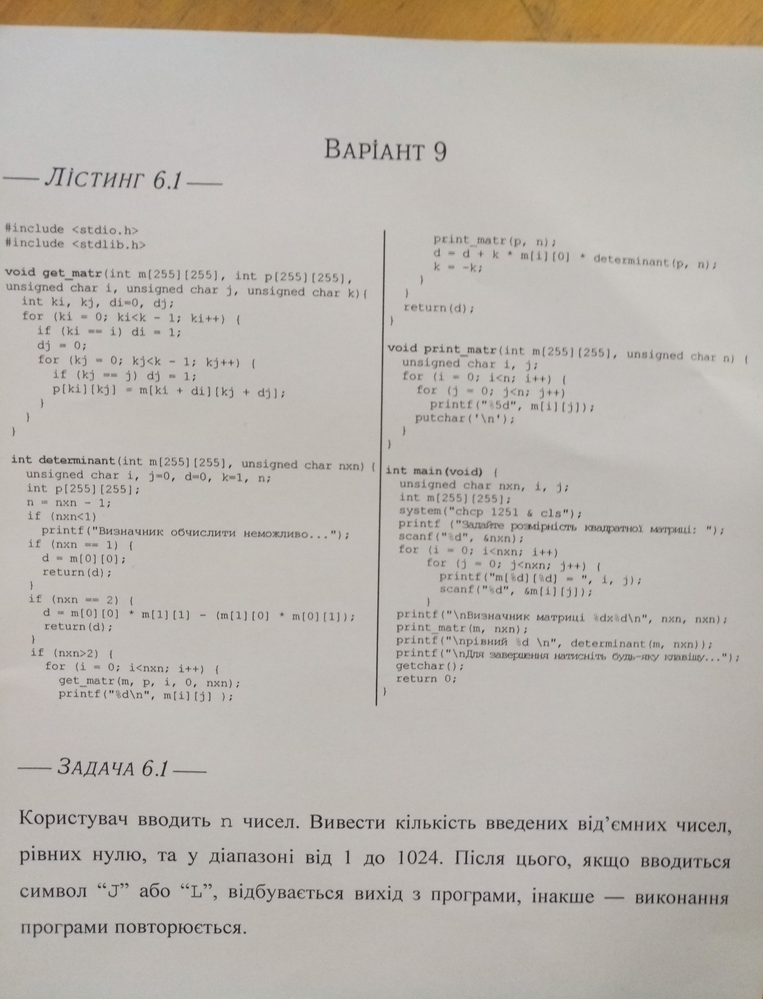 Варіант 9
Лістинг 6.1
#include <stdio.h>
#include <stdlib.h>
void get_matr(int m[255][255], int p[255][255],
unsigned char i, unsigned char j, unsigned char k){
int ki, kj, di=0, dj;
for (ki = 0; ki<k - 1; ki++) {
if (ki == i) di = 1;
dj = 0;
for (kj = 0; kj<k - 1; kj++) {
if (kj == j) dj = 1;
p[ki][kj] = m[ki + di][kj + dj];
}
}
}
int determinant(int m[255][255], unsigned char nxn) {
unsigned char i, j=0, d=0, k=1, n;
int p[255][255];
n = nxn - 1;
if (nxn<1)
printf("Визначник обчислити неможливо...");
if (nxn == 1) {
d = m[0][0];
return(d);
}
if (nxn == 2) {
d = m[0][0] * m[1][1] - (m[1][0] * m[0][1]);
return(d);
}
if (nxn>2) {
for (i = 0; i<nxn; i++) {
get_matr(m, p, i, 0, nxn);
printf("%d\n", m[i][j] );
print_matr(p, n);
d = d + k * m[i][0] * determinant(p, n);
k = -k;
}
}
return(d);
}
void print_matr(int m[255][255], unsigned char n) {
unsigned char i, j;
for (i = 0; i<n; i++) {
for (j = 0; j<n; j++)
printf("%5d", m[i][j]);
putchar('\n');
}
}
int main(void) {
unsigned char nxn, i, j;
int m[255][255];
system("chcp 1251 & cls");
printf ("Задайте розмірність квадратної матриці: ");
scanf("%d", &nxn);
for (i = 0; i<nxn; i++)
for (j = 0; j<nxn; j++) {
printf("m[%d][%d] = ", i, j);
scanf("%d", &m[i][j]);
}
printf("\nВизначник матриці %dx%d\n", nxn, nxn);
print_matr(m, nxn);
printf("\nрівний %d \n", determinant(m, nxn));
printf("\nДля завершення натисніть будь-яку клавішу...");
getchar();
return 0;
}
Задача 6.1
Користувач вводить n чисел. Вивести кількість введених від’ємних чисел,
рівних нулю, та у діапазоні від 1 до 1024. Після цього, якщо вводиться
символ “J” або “L”, відбувається вихід з програми, інакше — виконання
програми повторюється.